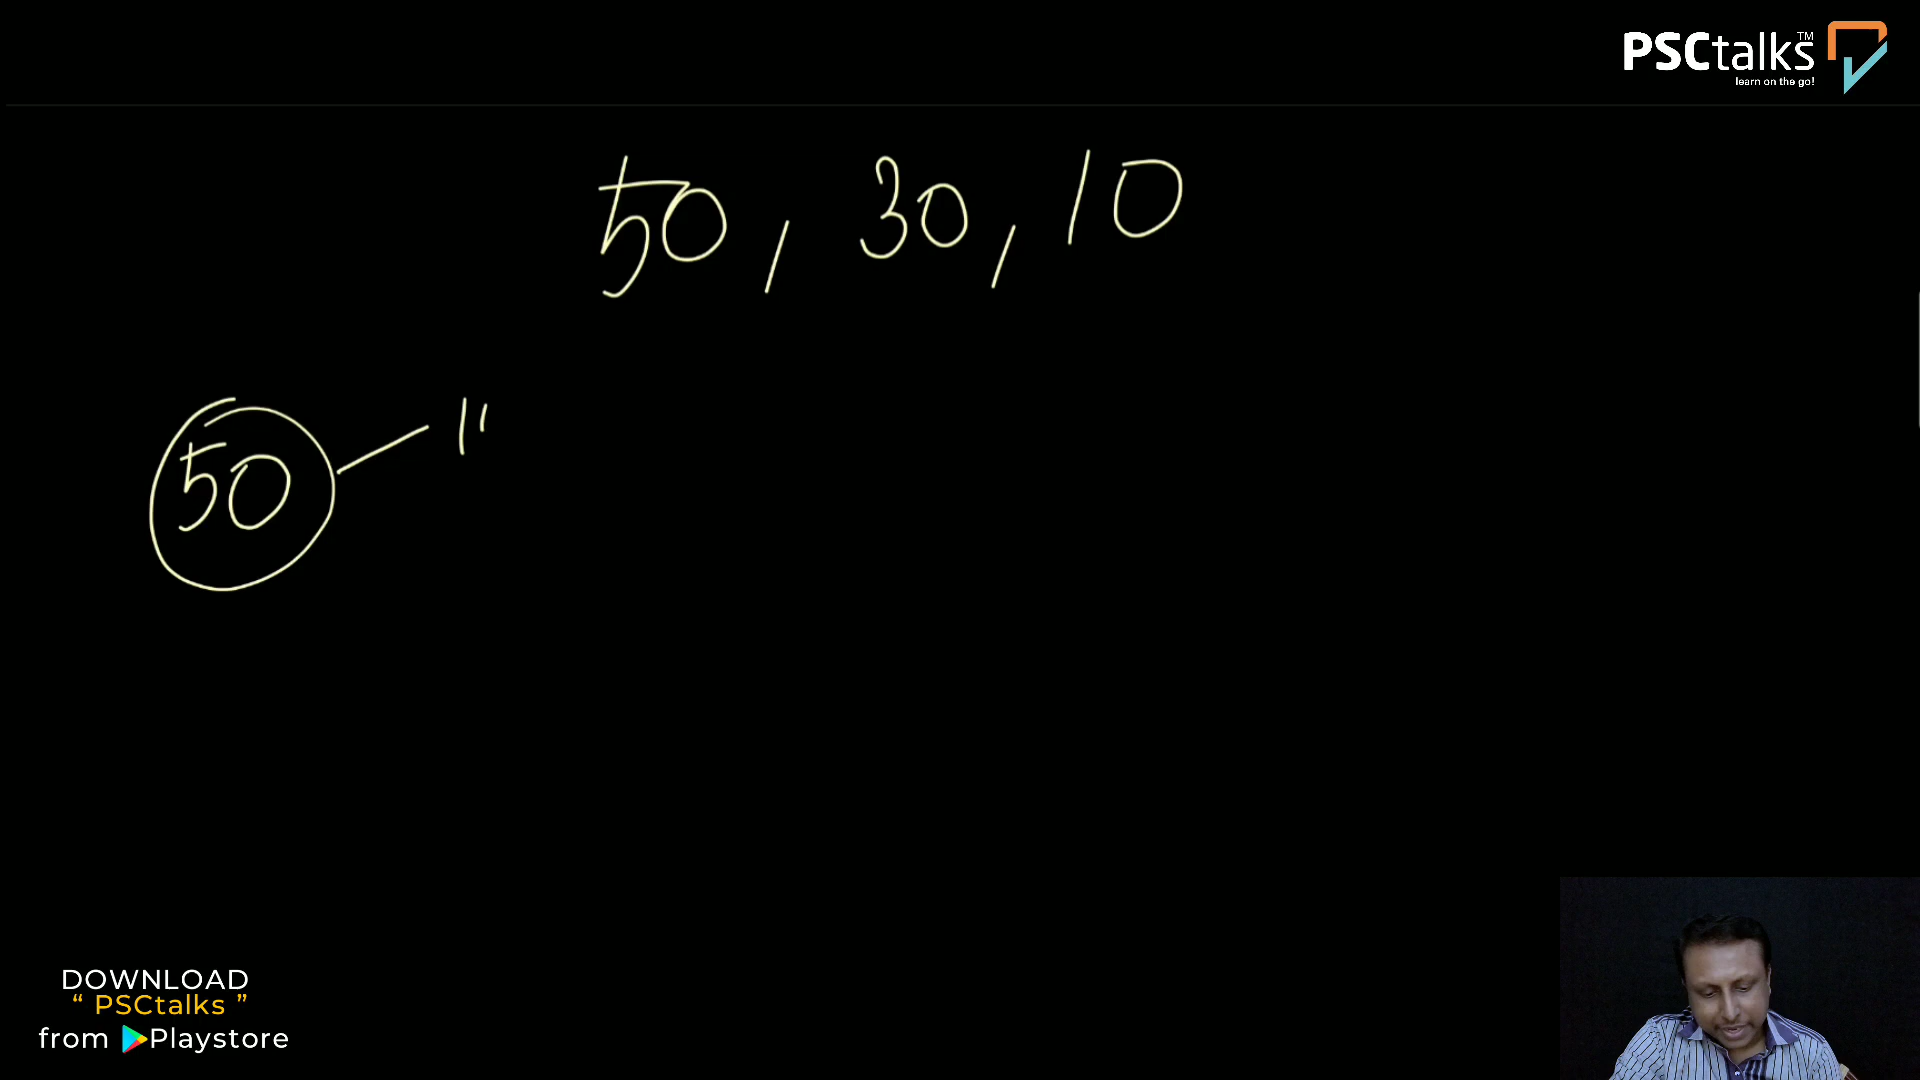 PSCtalks™
learn on the go!
50, 30, 10
50
DOWNLOAD
“ PSCtalks ”
from Playstore